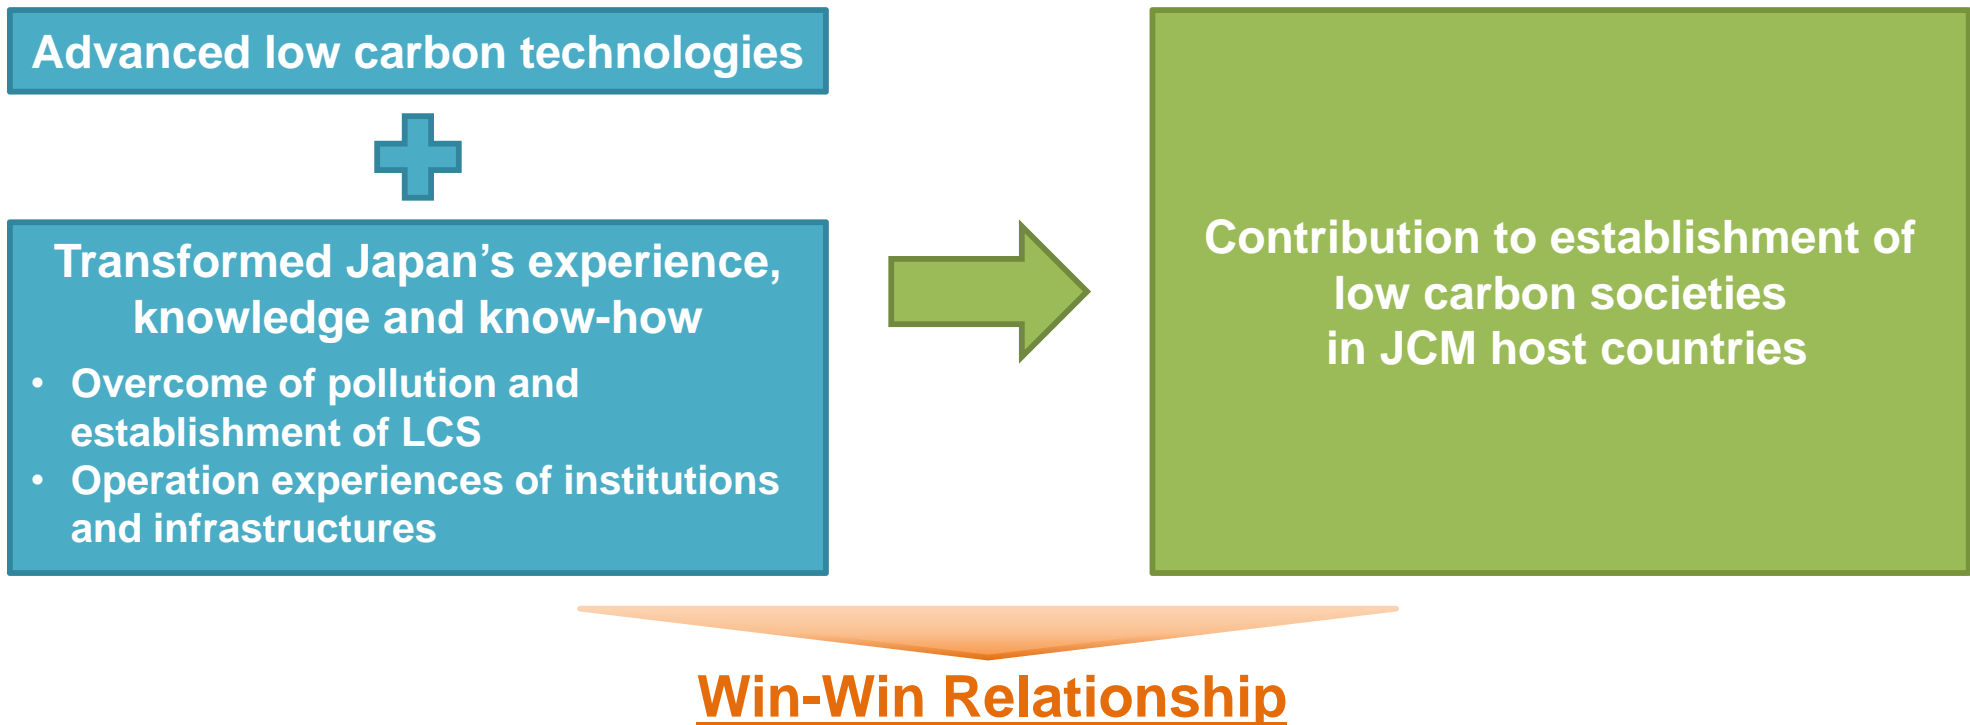 Advanced low carbon technologies
Transformed Japan’s experience,
knowledge and know-how
• Overcome of pollution and
establishment of LCS
• Operation experiences of institutions
and infrastructures
Contribution to establishment of
low carbon societies
in JCM host countries
Win-Win Relationship